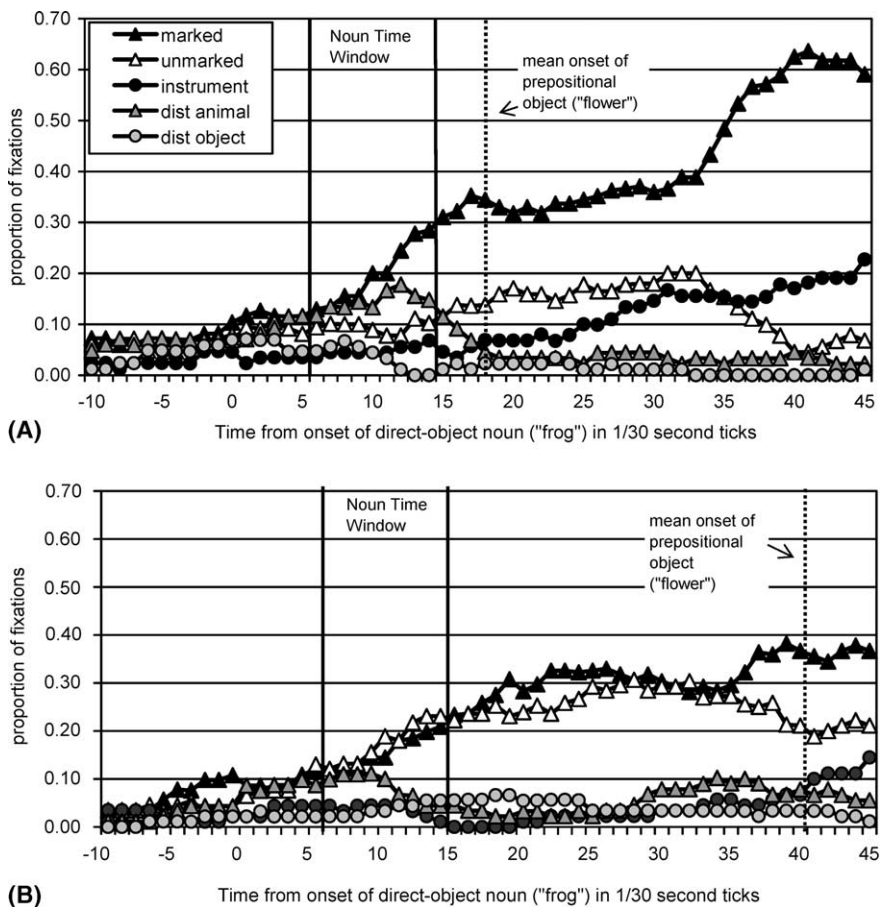 0.70
0.60
0.50
0.40
0.30
0.20
0.10
0.00
proportion of fixations
marked
unmarked
instrument
dist animal
dist object
Noun Time
Window
mean onset of
prepositional
object ("flower")
-10 -5 0 5 10 15 20 25 30 35 40 45
(A)
Time from onset of direct-object noun ("frog") in 1/30 second ticks
0.70
0.60
0.50
0.40
0.30
0.20
0.10
0.00
proportion of fixations
Noun Time
Window
mean onset of
prepositional
object
("flower")
-10 -5 0 5 10 15 20 25 30 35 40 45
(B)
Time from onset of direct-object noun ("frog") in 1/30 second ticks